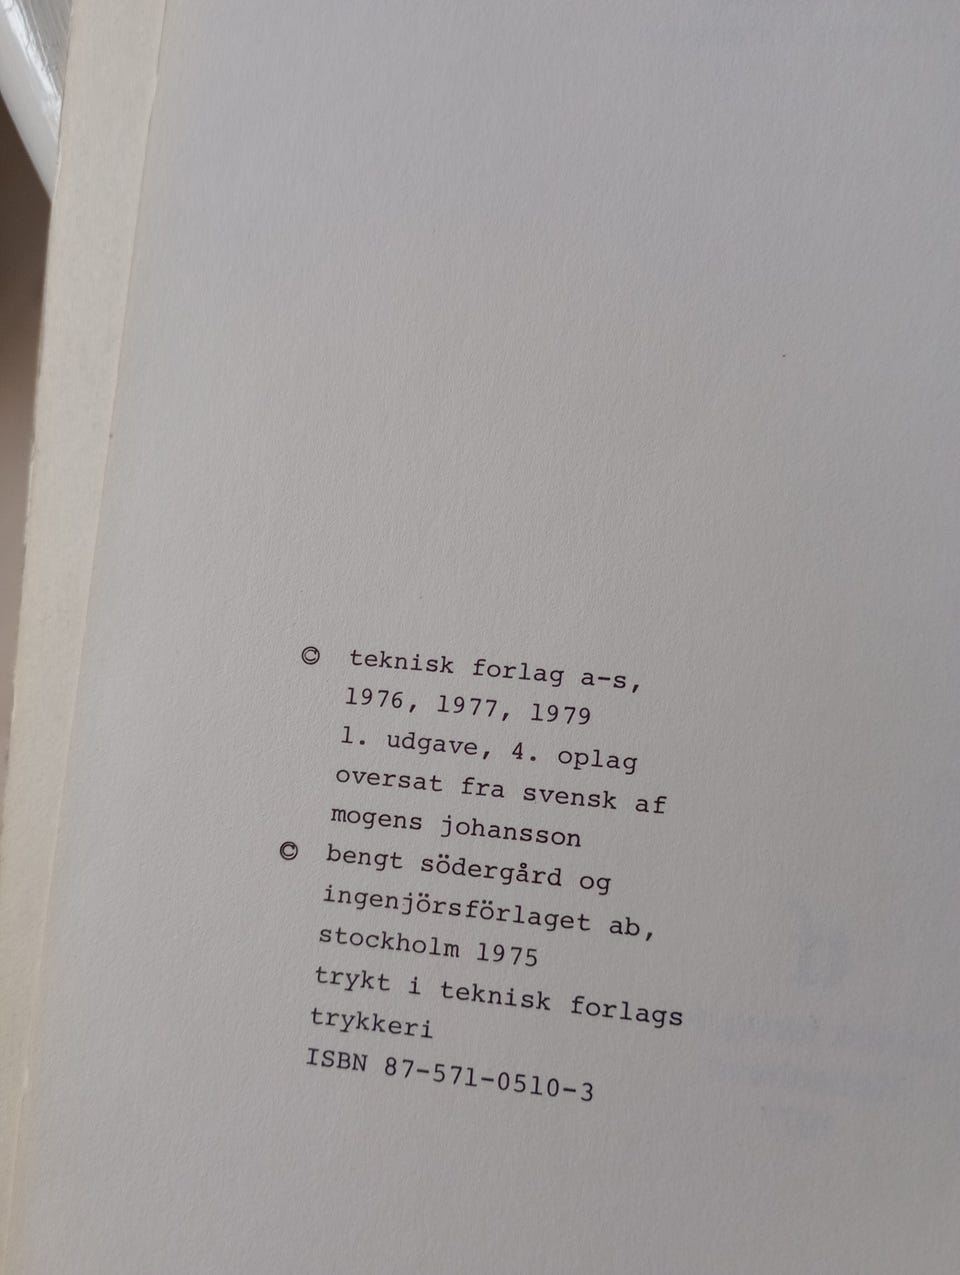 © teknisk forlag a-s,
1976, 1977, 1979
1. udgave, 4. oplag
oversat fra svensk af
mogens johansson
© bengt södergård og
ingenjörsförlaget ab,
stockholm 1975
trykt i teknisk forlags
trykkeri
ISBN 87-571-0510-3